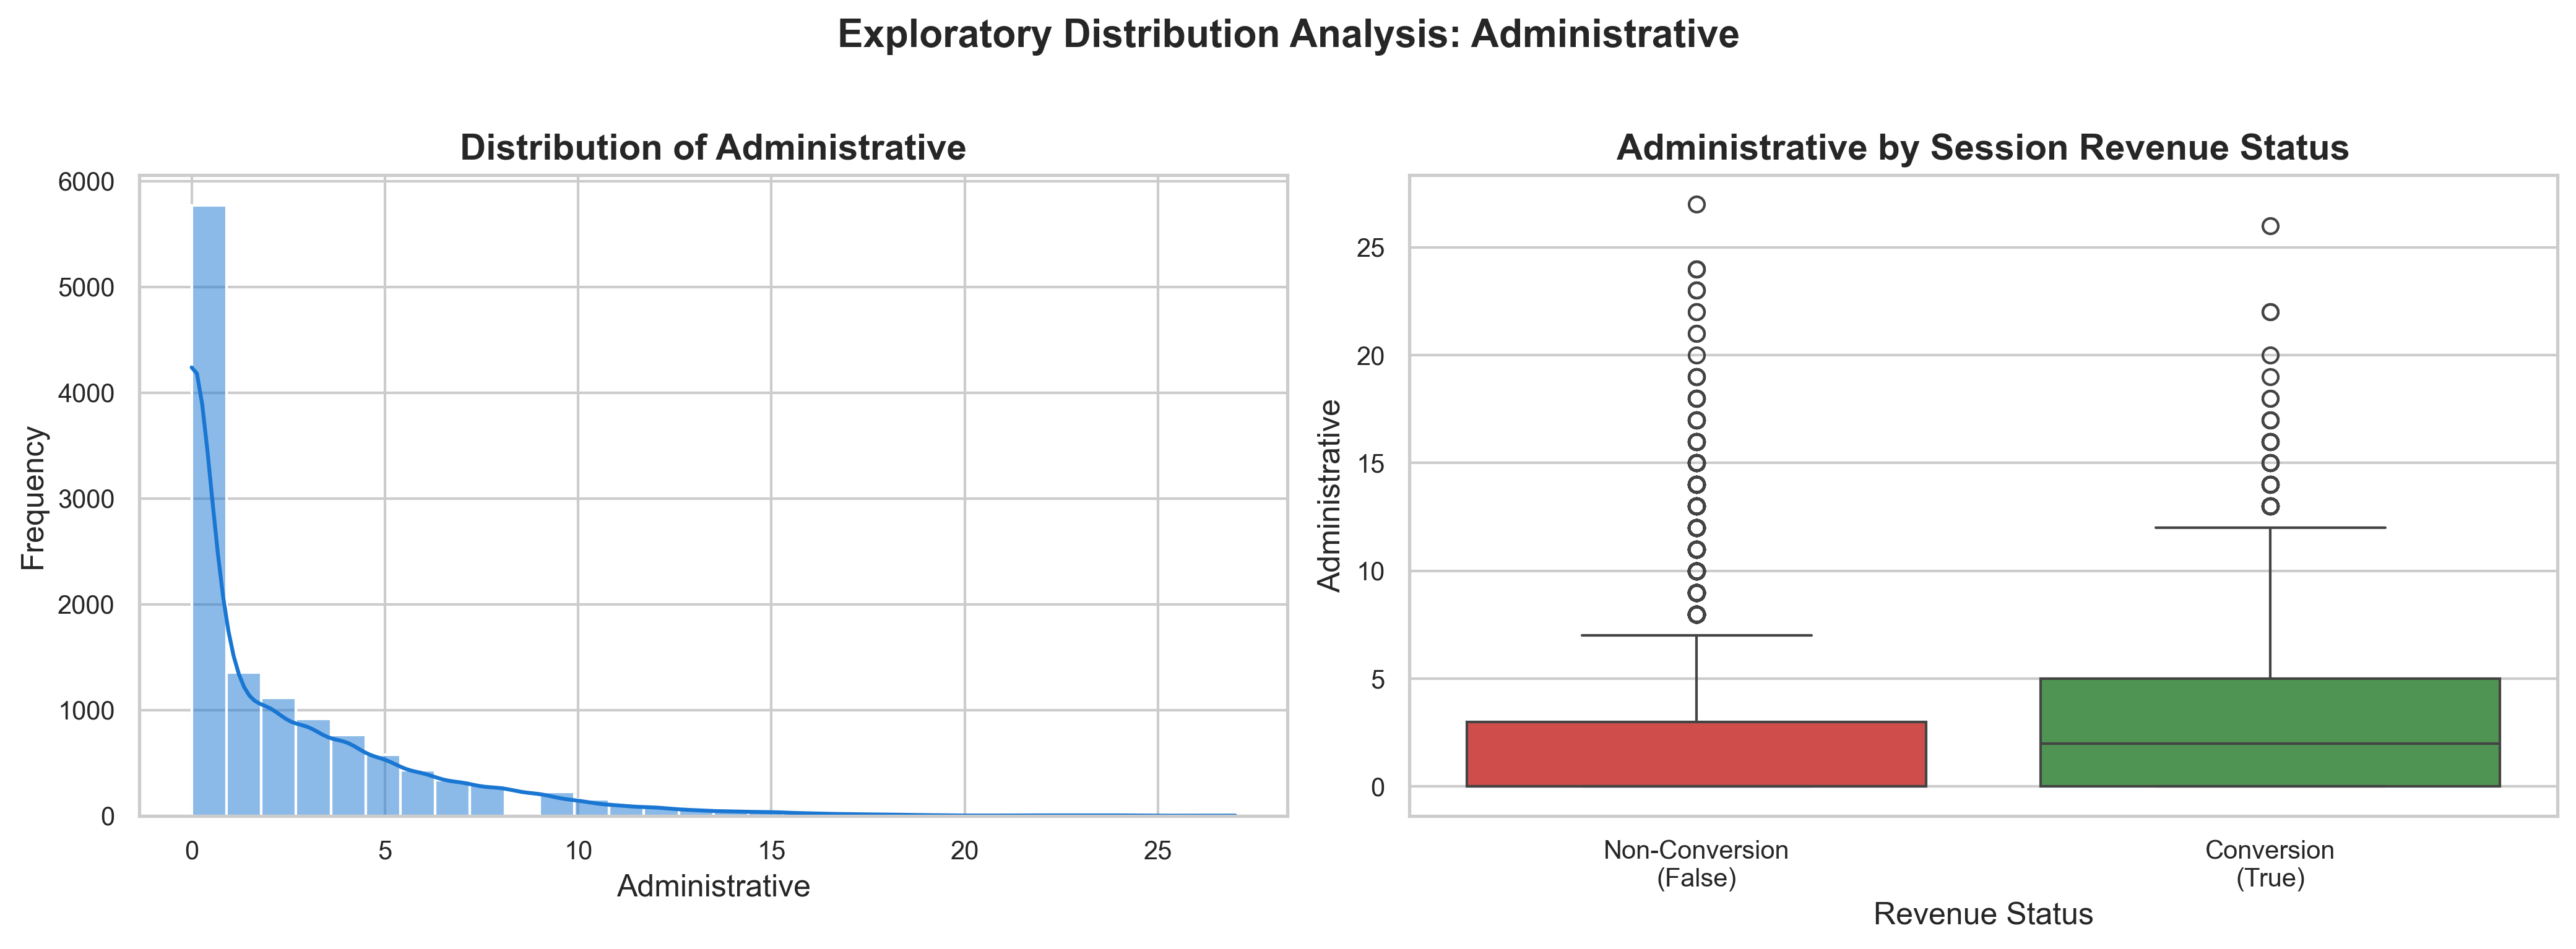 Exploratory Distribution Analysis: Administrative
Distribution of Administrative
6000
5000
4000
3000
2000
1000
0
Frequency
0 5 10 15 20 25
Administrative
Administrative by Session Revenue Status
25
20
15
10
5
0
Administrative
Non-Conversion Conversion
(False) (True)
Revenue Status